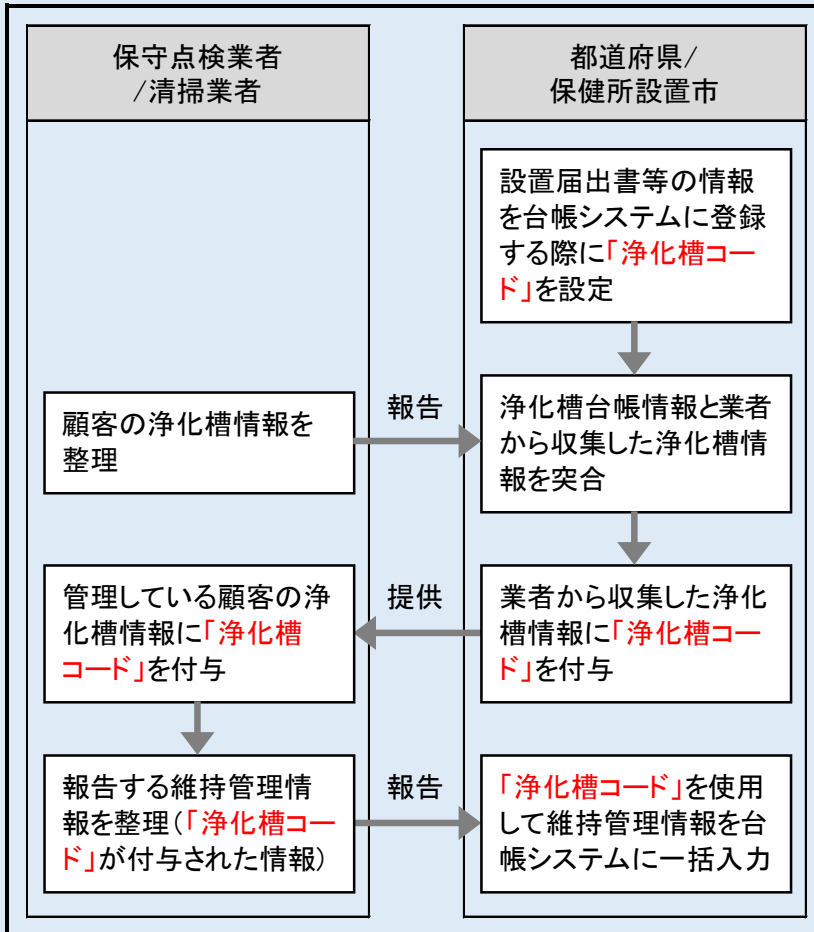 保守点検業者
/清掃業者
都道府県/
保健所設置市
設置届出書等の情報
を台帳システムに登録
する際に「浄化槽コー
ド」を設定
顧客の浄化槽情報を
整理
報告
浄化槽台帳情報と業者
から収集した浄化槽情
報を突合
管理している顧客の浄
化槽情報に「浄化槽
コード」を付与
提供
業者から収集した浄化
槽情報に「浄化槽コー
ド」を付与
報告する維持管理情
報を整理(「浄化槽コー
ド」が付与された情報)
報告
「浄化槽コード」を使用
して維持管理情報を台
帳システムに一括入力